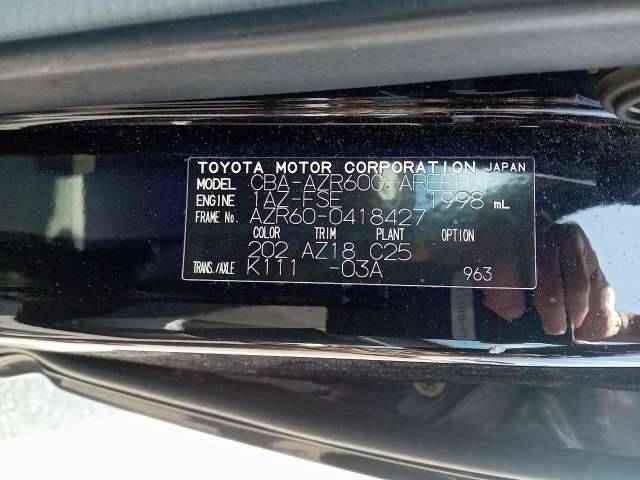 TOYOTA MOTOR CORPORATION JAPAN
MODEL CBA-AZR60G-
ENGINE 1AZ-FSE 1998 mL
FRAME No. AZR60-0418427
COLOR TRIM PLANT OPTION
202 AZ18 C25
TRANS./AXLE K111 -03A 963